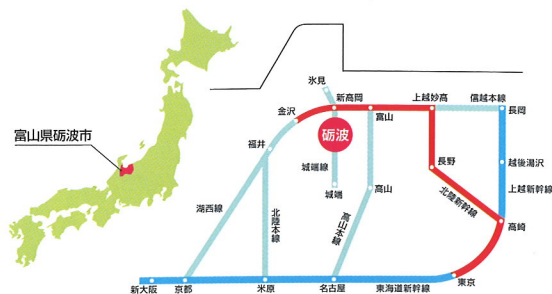 富山県砺波市
氷見
新高岡
上越妙高
信越本線
金沢
富山
長岡
砺波
福井
長野
越後湯沢
城端線
上越新幹線
城端
高山
北陸新幹線
湖西線
北陸本線
高山本線
高崎
東京
新大阪
京都
米原
名古屋
東海道新幹線